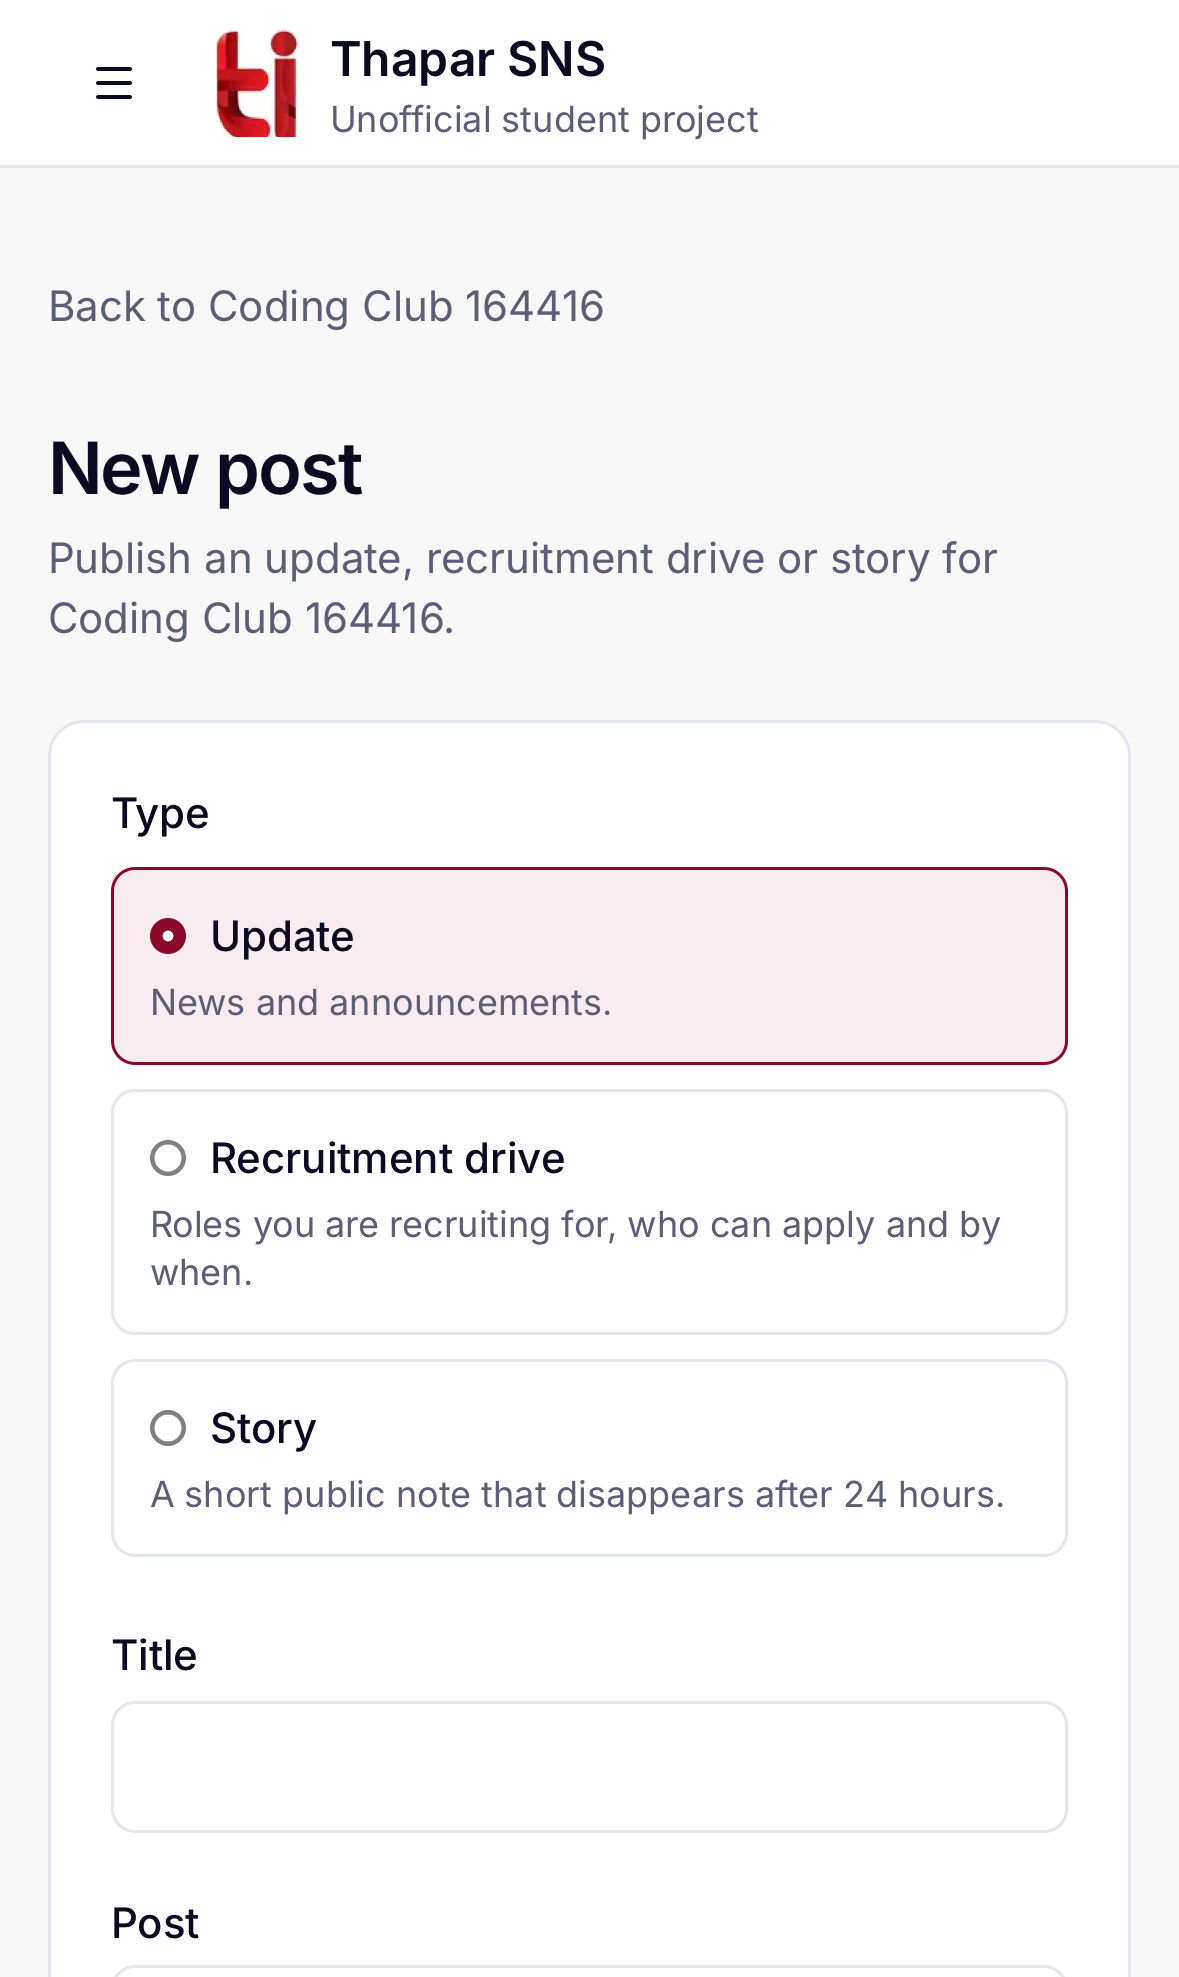 ti
Thapar SNS
Unofficial student project
Back to Coding Club 164416
New post
Publish an update, recruitment drive or story for
Coding Club 164416.
Type
Update
News and announcements.
Recruitment drive
Roles you are recruiting for, who can apply and by
when.
Story
A short public note that disappears after 24 hours.
Title
Post